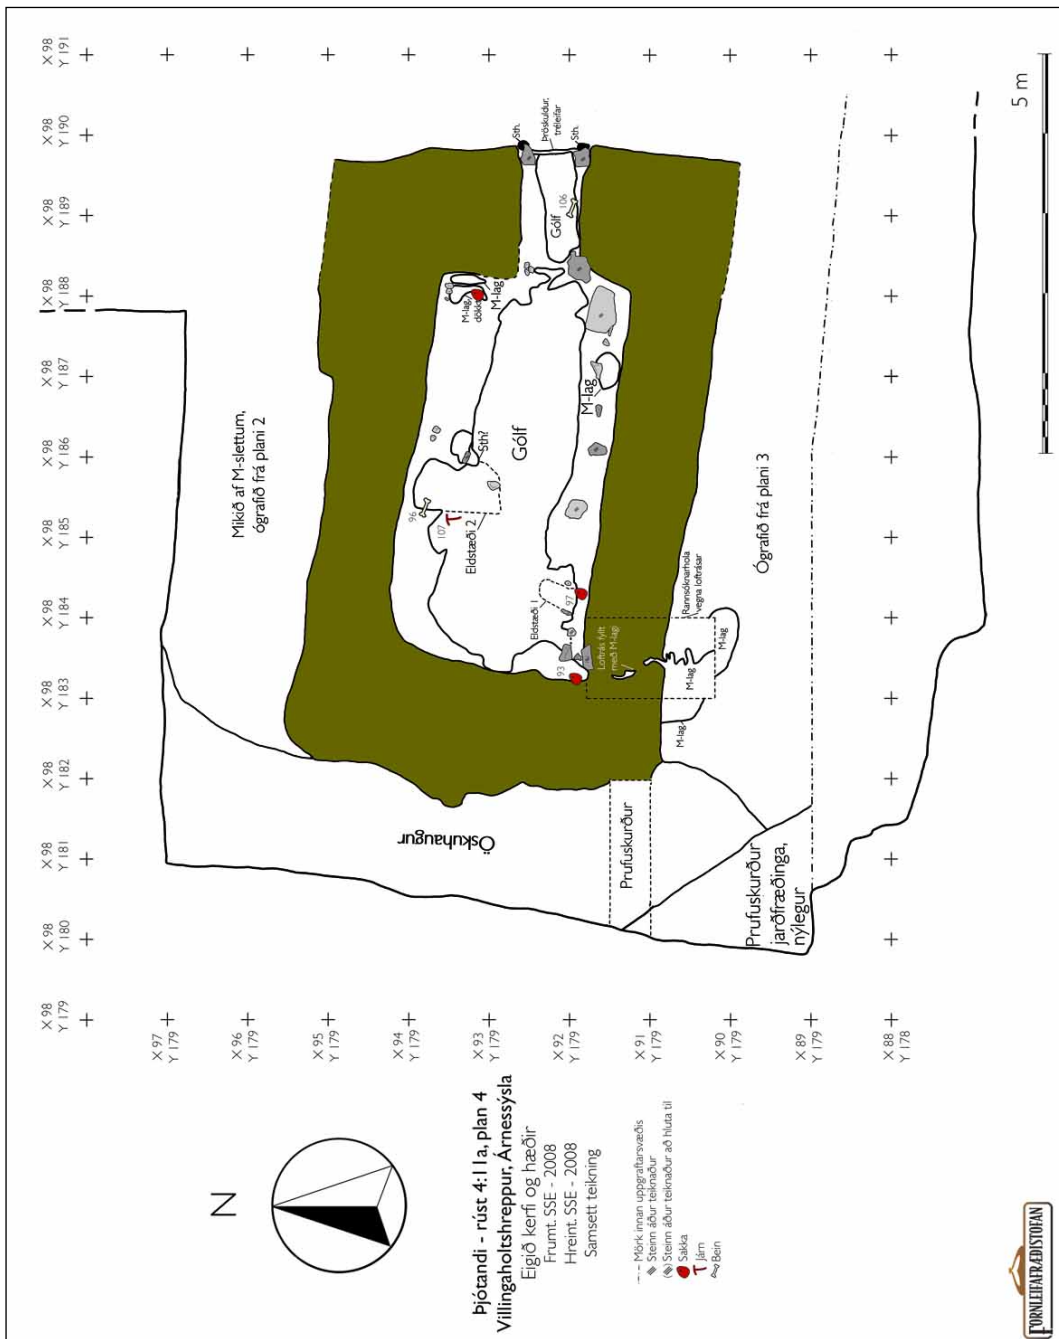 X 98
Y 191
X 98
Y 190
X 98
Y 189
X 98
Y 188
X 98
Y 187
X 98
Y 186
X 98
Y 185
X 98
Y 184
X 98
Y 183
X 98
Y 182
X 98
Y 181
X 98
Y 180
X 98
Y 179
X 97
Y 179
X 96
Y 179
X 95
Y 179
X 94
Y 179
X 93
Y 179
X 92
Y 179
X 91
Y 179
X 90
Y 179
X 89
Y 179
X 88
Y 178
5 m
Sth.
Þröskuldur,
tréleifar
Sth.
106
Gólf
M-lag,
dökkt
M-lag
M-lag
Mikið af M-slettum,
ógrafið frá plani 2
Sth?
Gólf
96
107
Eldstæði 2
Ógrafið frá plani 3
Eldstæði 1
97
Rannsóknarhola
vegna loftrásar
Loftrás fyllt
með M-lagi
93
M-lag
M-lag
M-lag
Öskuhaugur
Prufuskurður
Prufuskurður
jarðfræðinga,
nýlegur
N
Þjótandi - rúst 4:11a, plan 4
Villingaholtshreppur, Árnessýsla
Eigið kerfi og hæðir
Frumt. SSE - 2008
Hreint. SSE - 2008
Samsett teikning
Mörk innan uppgraftarsvæðis
Steinn áður teiknaður
Steinn áður teiknaður að hluta til
Sakka
Járn
Bein
FORNLEIFAFRÆÐISTOFAN